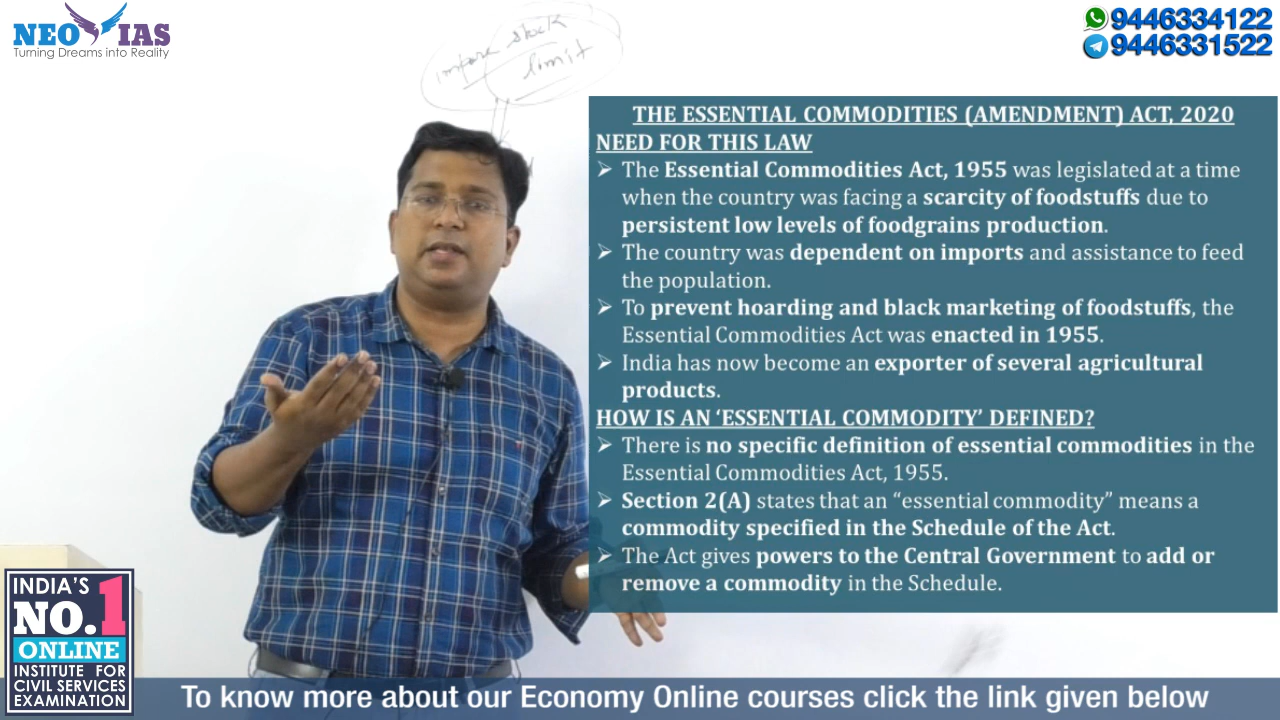 NEO IAS
Turning Dreams into Reality
9446334122
9446331522
impose stock
limit
THE ESSENTIAL COMMODITIES (AMENDMENT) ACT, 2020
NEED FOR THIS LAW
➢ The Essential Commodities Act, 1955 was legislated at a time
when the country was facing a scarcity of foodstuffs due to
persistent low levels of foodgrains production.
➢ The country was dependent on imports and assistance to feed
the population.
➢ To prevent hoarding and black marketing of foodstuffs, the
Essential Commodities Act was enacted in 1955.
➢ India has now become an exporter of several agricultural
products.
HOW IS AN ‘ESSENTIAL COMMODITY’ DEFINED?
➢ There is no specific definition of essential commodities in the
Essential Commodities Act, 1955.
➢ Section 2(A) states that an “essential commodity” means a
commodity specified in the Schedule of the Act.
➢ The Act gives powers to the Central Government to add or
remove a commodity in the Schedule.
INDIA'S
NO.1
ONLINE
INSTITUTE FOR
CIVIL SERVICES
EXAMINATION
To know more about our Economy Online courses click the link given below